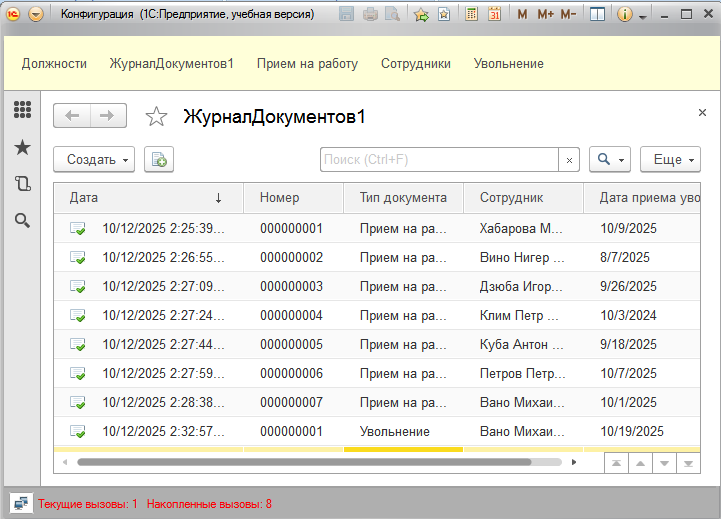 Конфигурация (1С:Предприятие, учебная версия) M M+ M-
Должности ЖурналДокументов1 Прием на работу Сотрудники Увольнение
ЖурналДокументов1
Создать Поиск (Ctrl+F) × Еще
Дата ↓ Номер Тип документа Сотрудник Дата приема уво
10/12/2025 2:25:39... 000000001 Прием на ра... Хабарова М... 10/9/2025
10/12/2025 2:26:55... 000000002 Прием на ра... Вино Нигер ... 8/7/2025
10/12/2025 2:27:09... 000000003 Прием на ра... Дзюба Игор... 9/26/2025
10/12/2025 2:27:24... 000000004 Прием на ра... Клим Петр ... 10/3/2024
10/12/2025 2:27:44... 000000005 Прием на ра... Куба Антон ... 9/18/2025
10/12/2025 2:27:59... 000000006 Прием на ра... Петров Петр... 10/7/2025
10/12/2025 2:28:38... 000000007 Прием на ра... Вано Михаи... 10/1/2025
10/12/2025 2:32:57... 000000001 Увольнение Вано Михаи... 10/19/2025
Текущие вызовы: 1 Накопленные вызовы: 8